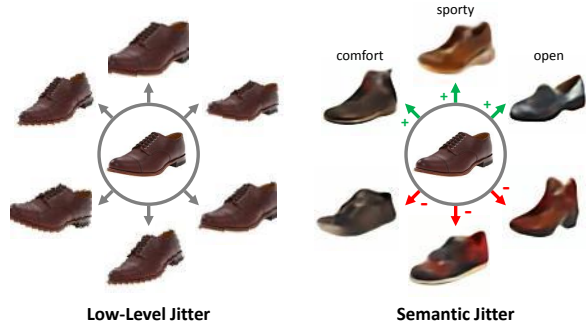 sporty
comfort
open
+
+
+
-
-
-
Low-Level Jitter
Semantic Jitter